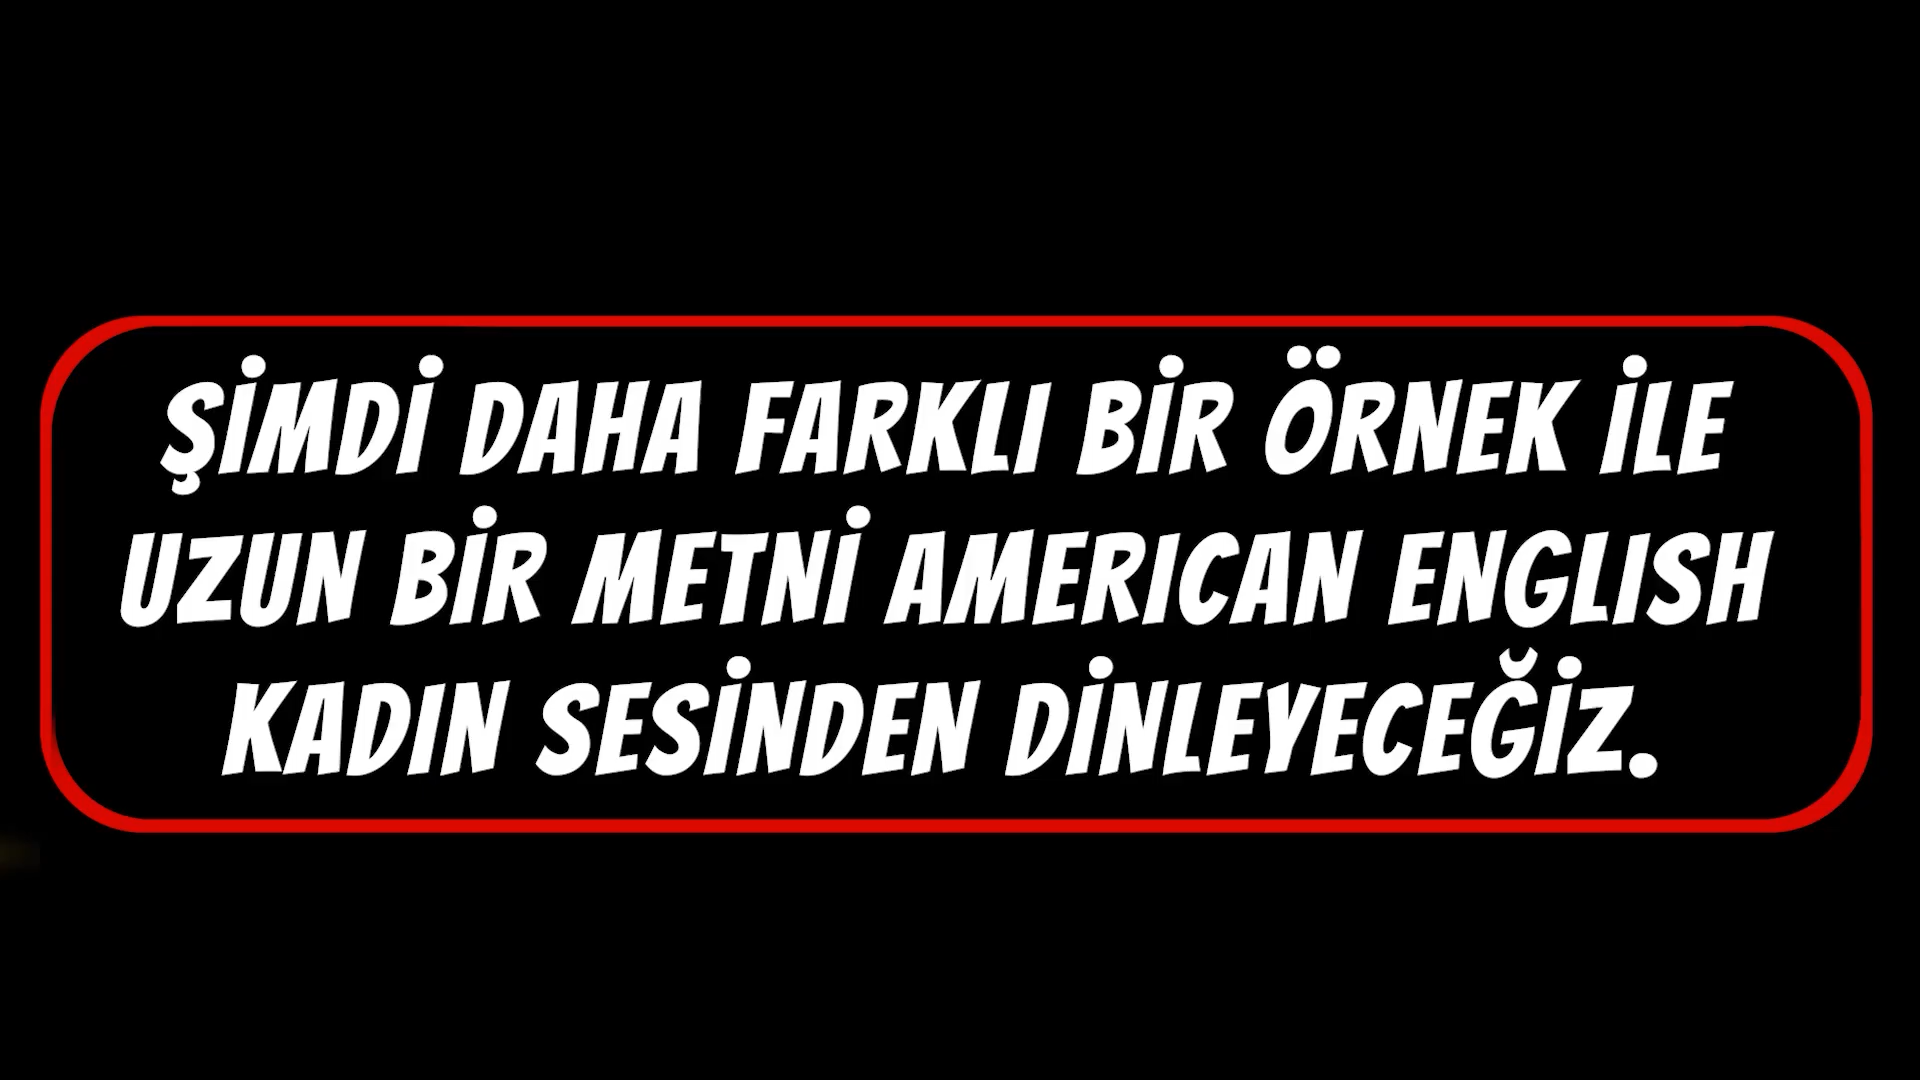 ŞİMDİ DAHA FARKLI BİR ÖRNEK İLE
UZUN BİR METNİ AMERICAN ENGLISH
KADIN SESİNDEN DİNLEYECEĞİZ.